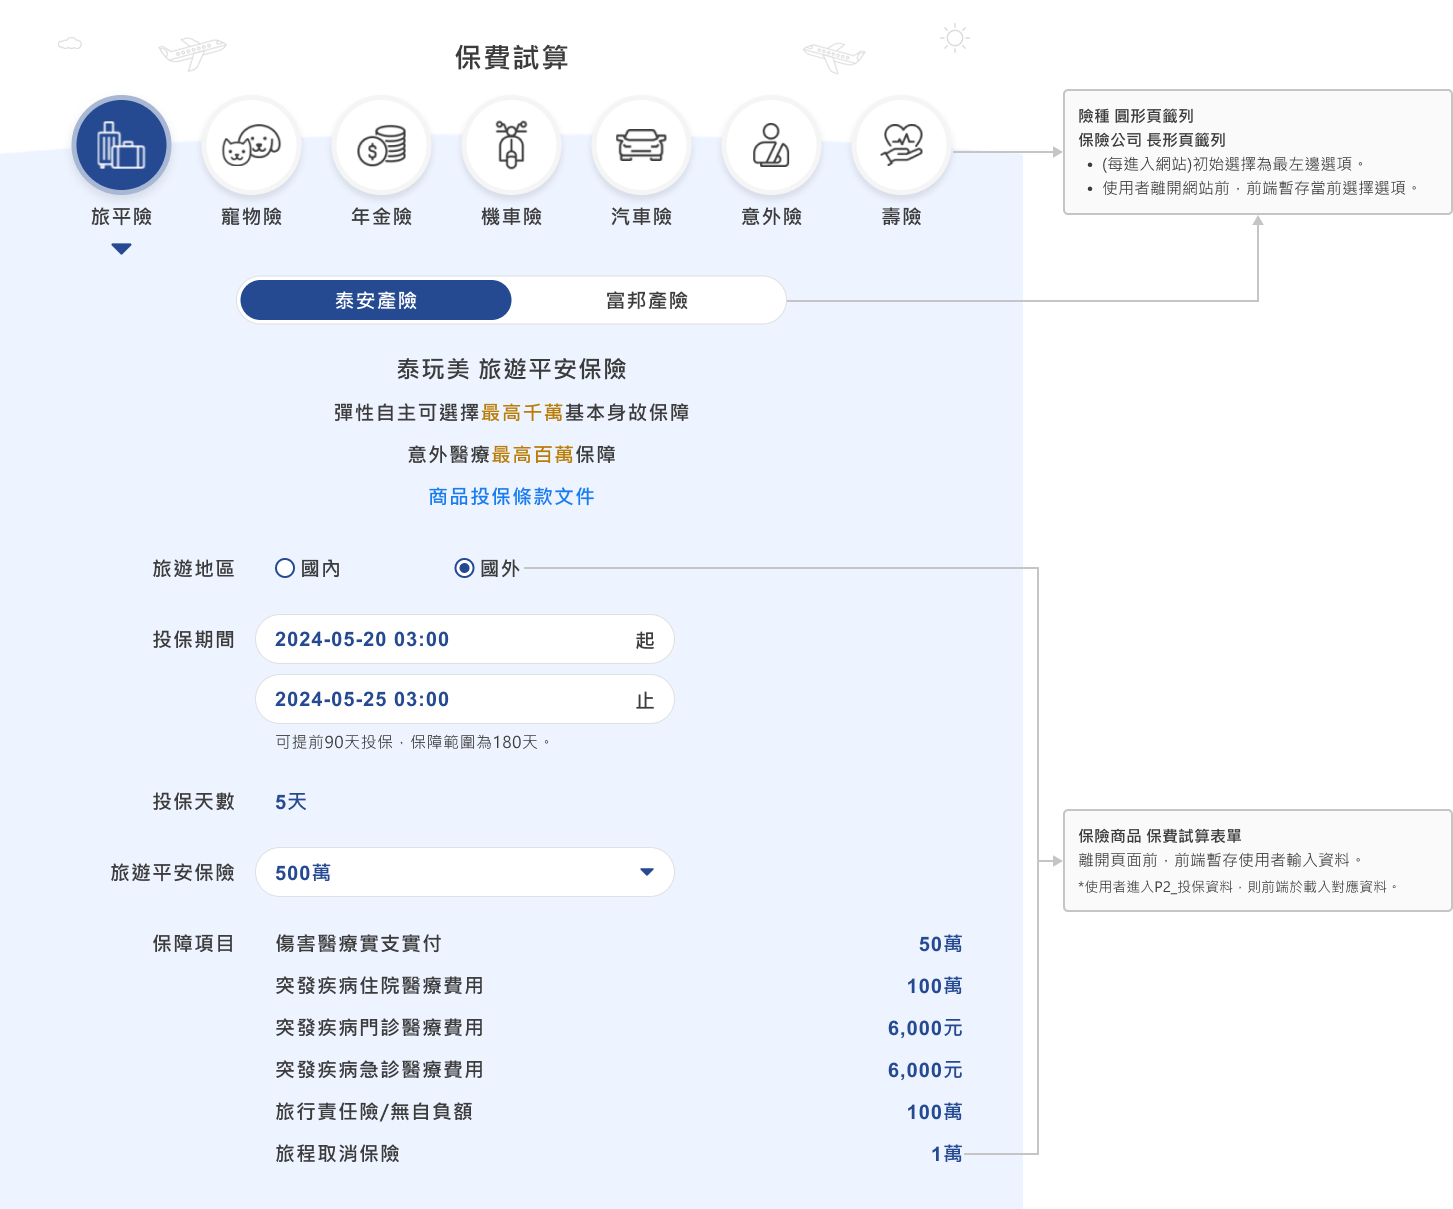 保費試算
旅平險
寵物險
年金險
機車險
汽車險
意外險
壽險
泰安產險
富邦產險
泰玩美 旅遊平安保險
彈性自主可選擇最高千萬基本身故保障
意外醫療最高百萬保障
商品投保條款文件
旅遊地區
國內
國外
投保期間
2024-05-20 03:00
起
2024-05-25 03:00
止
可提前90天投保，保障範圍為180天。
投保天數
5天
旅遊平安保險
500萬
保障項目
傷害醫療實支實付
50萬
突發疾病住院醫療費用
100萬
突發疾病門診醫療費用
6,000元
突發疾病急診醫療費用
6,000元
旅行責任險/無自負額
100萬
旅程取消保險
1萬
險種 圓形頁籤列
保險公司 長形頁籤列
• (每進入網站)初始選擇為最左邊選項。
• 使用者離開網站前，前端暫存當前選擇選項。
保險商品 保費試算表單
離開頁面前，前端暫存使用者輸入資料。
*使用者進入P2_投保資料，則前端於載入對應資料。